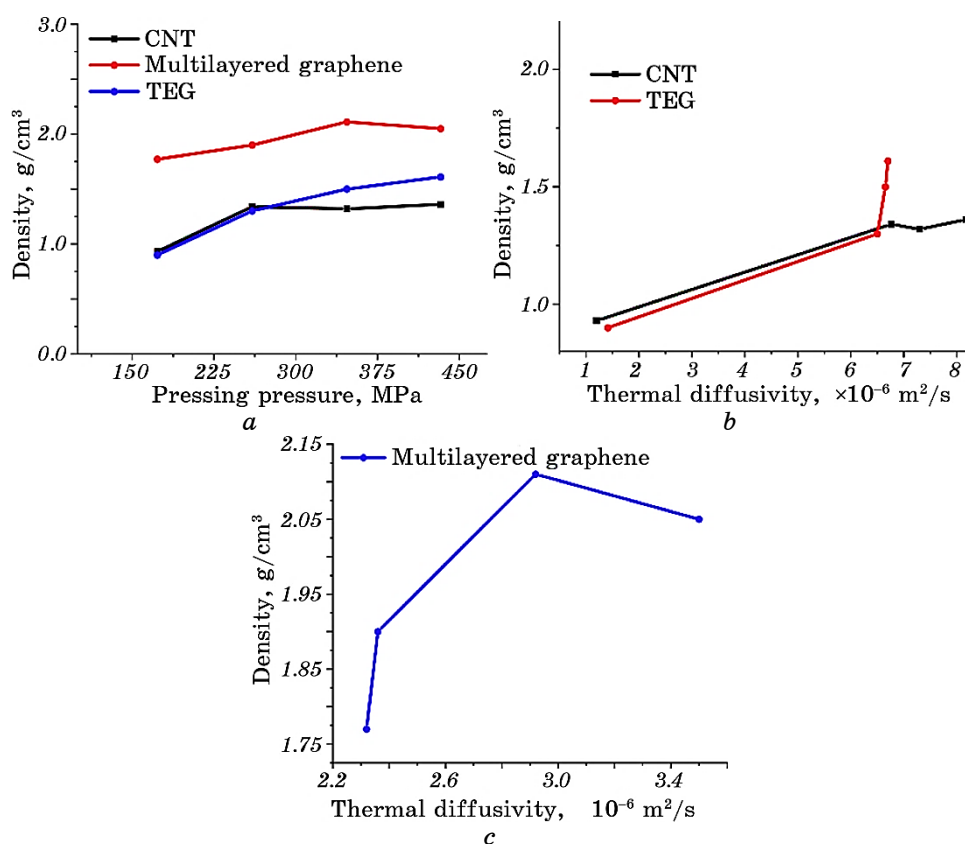 3.0
2.0
1.0
0.0
Density, g/cm³
CNT
Multilayered graphene
TEG
150 225 300 375 450
Pressing pressure, MPa
a
2.0
1.5
1.0
Density, g/cm³
CNT
TEG
1 2 3 4 5 6 7 8
Thermal diffusivity, ×10⁻⁶ m²/s
b
2.15
2.05
1.95
1.85
1.75
Density, g/cm³
Multilayered graphene
2.2 2.6 3.0 3.4
Thermal diffusivity, 10⁻⁶ m²/s
c